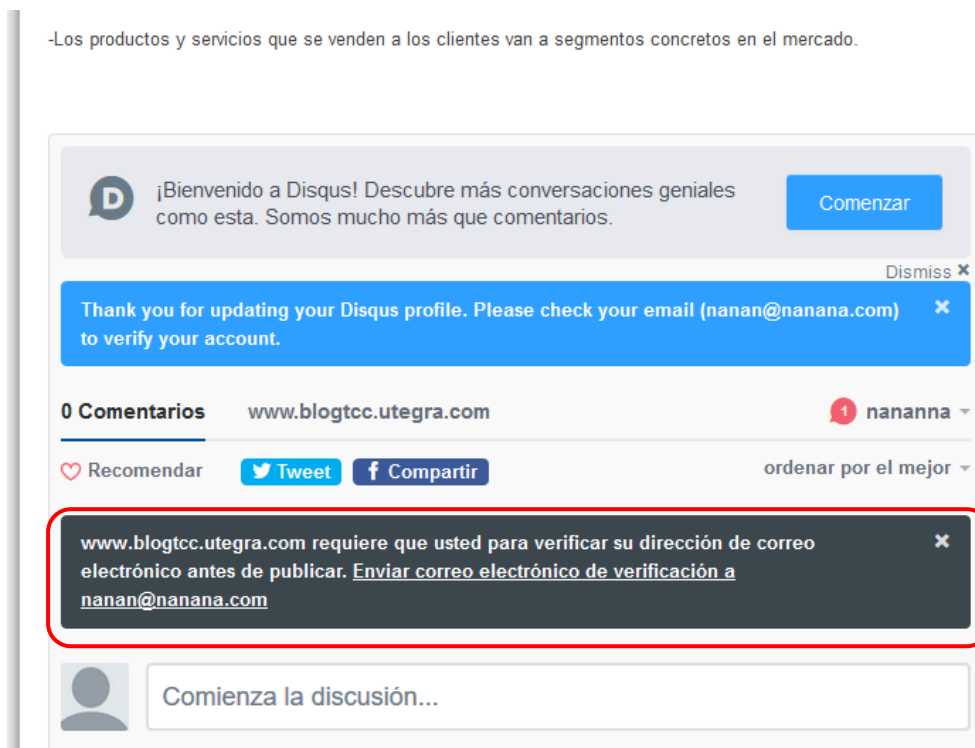 -Los productos y servicios que se venden a los clientes van a segmentos concretos en el mercado.
D
¡Bienvenido a Disqus! Descubre más conversaciones geniales
como esta. Somos mucho más que comentarios.
Comenzar
Dismiss ×
Thank you for updating your Disqus profile. Please check your email (nanan@nanana.com)
to verify your account.
×
0 Comentarios
www.blogtcc.utegra.com
1
nananna
Recomendar
Tweet
f Compartir
ordenar por el mejor
www.blogtcc.utegra.com requiere que usted para verificar su dirección de correo
electrónico antes de publicar. Enviar correo electrónico de verificación a
nanan@nanana.com
×
Comienza la discusión...